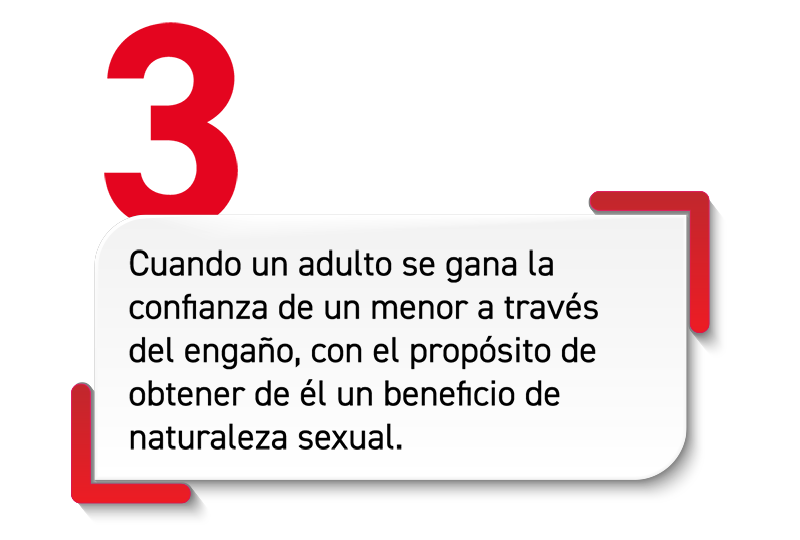 3
Cuando un adulto se gana la
confianza de un menor a través
del engaño, con el propósito de
obtener de él un beneficio de
naturaleza sexual.